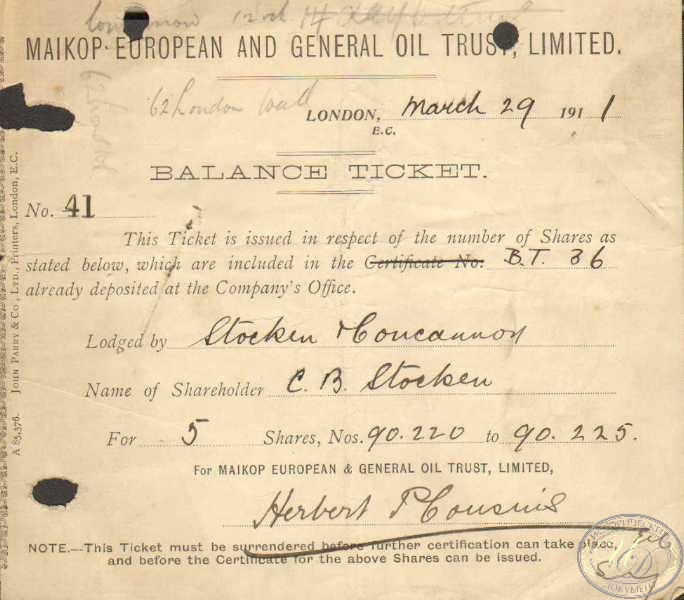 MAIKOP EUROPEAN AND GENERAL OIL TRUST, LIMITED.
62 London Wall
LONDON, March 29 1911
E.C.
BALANCE TICKET.
No. 41
This Ticket is issued in respect of the number of Shares as
stated below, which are included in the Certificate No. B.T. 36
already deposited at the Company's Office.
Lodged by Stocken & Concannon
Name of Shareholder C. B. Stocken
For 5 Shares, Nos. 90.220 to 90.225.
For MAIKOP EUROPEAN & GENERAL OIL TRUST, LIMITED,
Herbert P Cousins
NOTE.—This Ticket must be surrendered before further certification can take place,
and before the Certificate for the above Shares can be issued.
A 85,376. JOHN PARRY & CO., LTD., Printers, London, E.C.
ИСТОРИЧЕСКИЙ
ДОКУМЕНТ